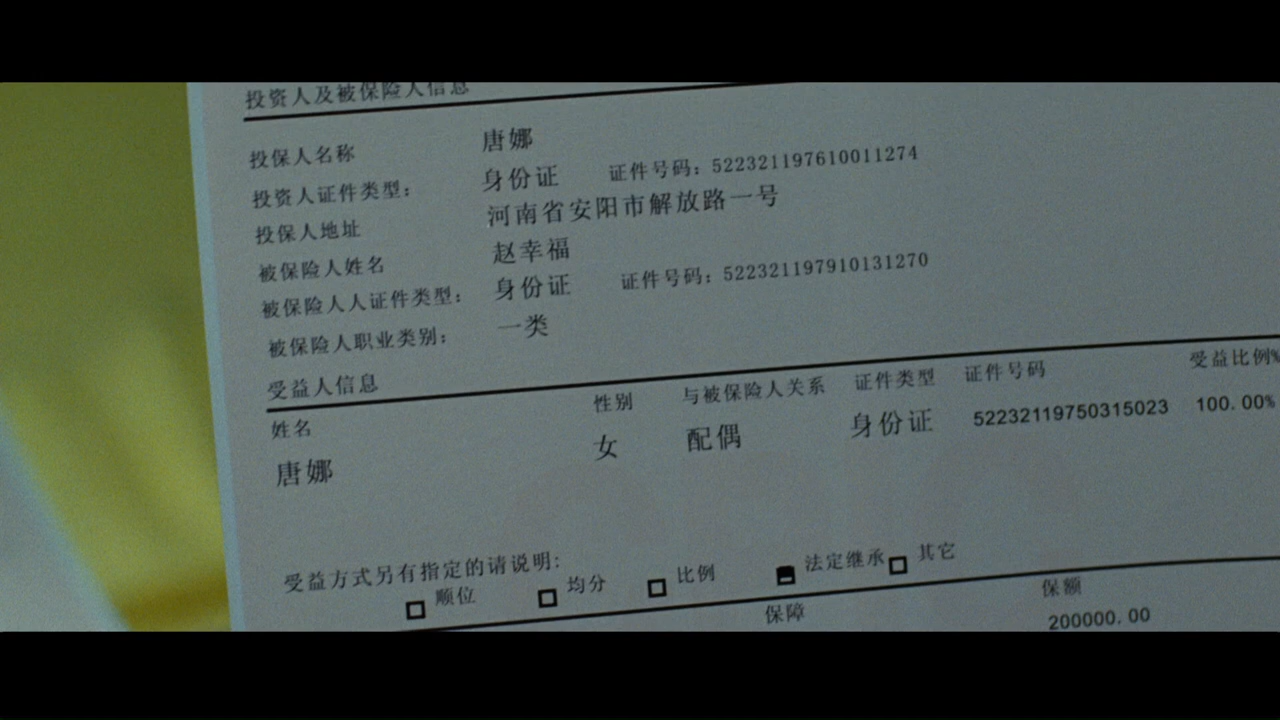 投资人及被保险人信息
投保人名称 唐娜
投资人证件类型: 身份证 证件号码: 522321197610011274
投保人地址 河南省安阳市解放路一号
被保险人姓名 赵幸福
被保险人人证件类型: 身份证 证件号码: 522321197910131270
被保险人职业类别: 一类
受益人信息
姓名 性别 与被保险人关系 证件类型 证件号码 受益比例%
唐娜 女 配偶 身份证 52232119750315023 100.00%
受益方式另有指定的请说明:
顺位 均分 比例 法定继承 其它
保障 保额
200000.00